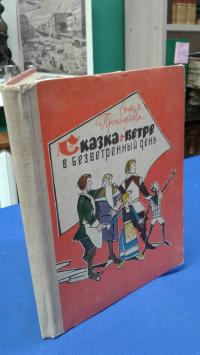 Софья
Прокофьева
Сказка о ветре
в безветренный день